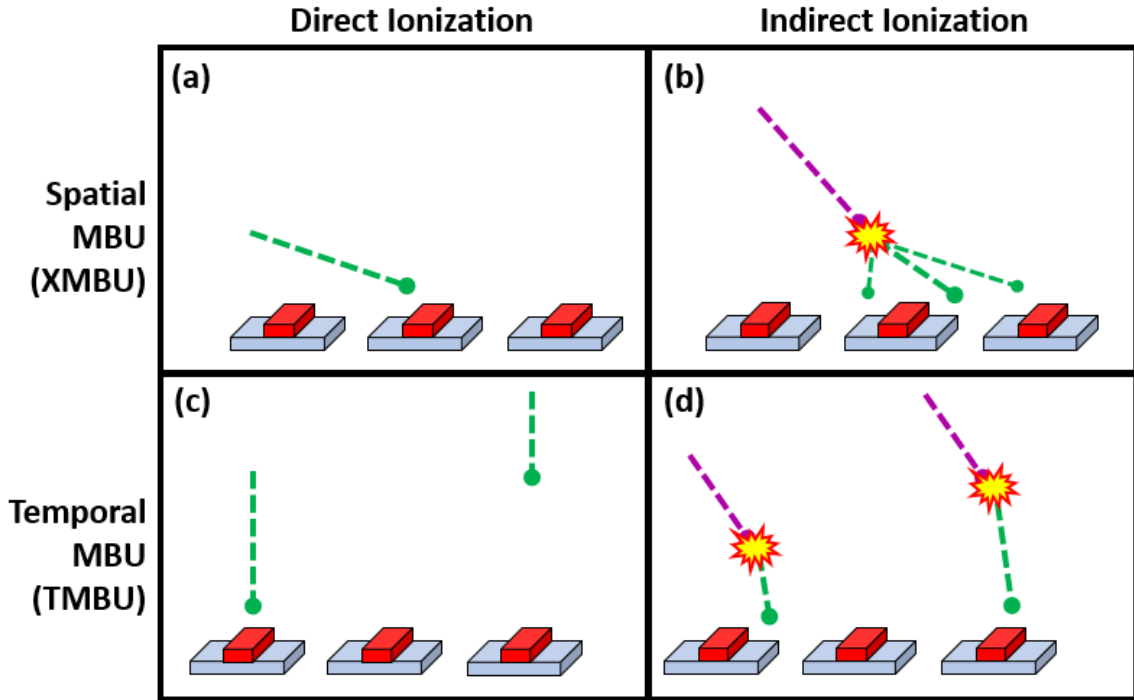 Direct Ionization
Indirect Ionization
(a)
(b)
Spatial
MBU
(XMBU)
(c)
(d)
Temporal
MBU
(TMBU)